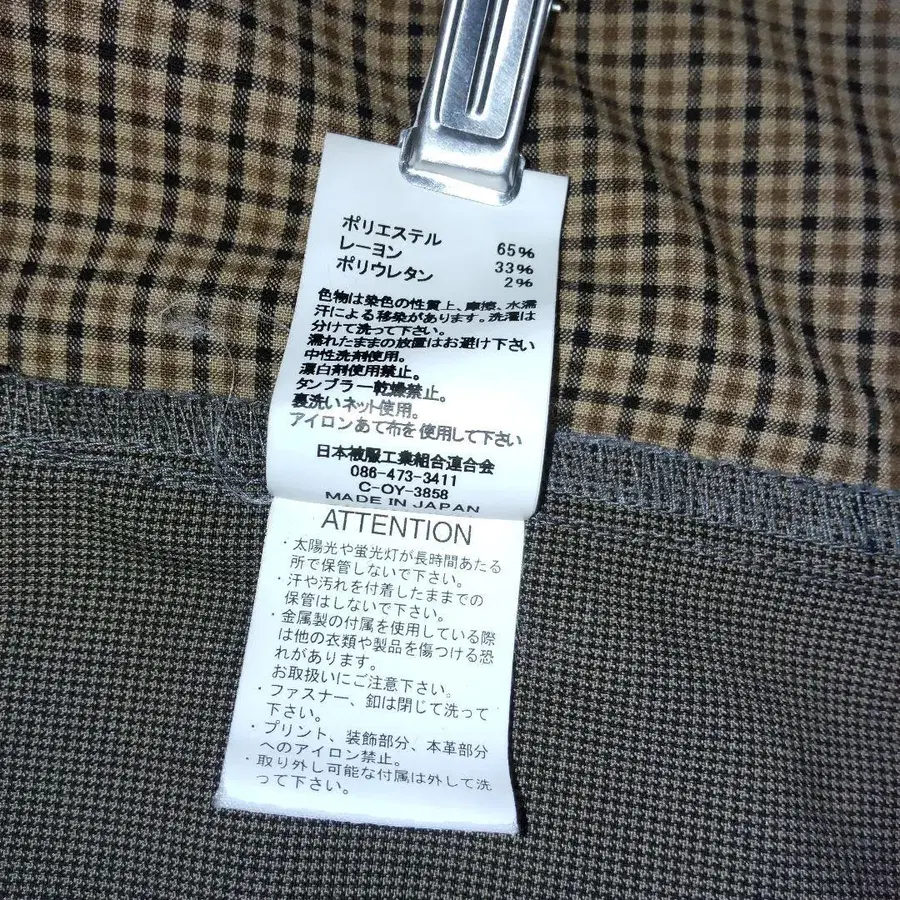 ポリエステル 65%
レーヨン 33%
ポリウレタン 2%
色物は染色の性質上、摩擦、水濡
汗による移染があります。洗濯は
分けて洗って下さい。
濡れたままの放置はお避け下さい
中性洗剤使用。
漂白剤使用禁止。
タンブラー乾燥禁止。
裏洗いネット使用。
アイロンあて布を使用して下さい
日本被服工業組合連合会
086-473-3411
C-OY-3858
MADE IN JAPAN
ATTENTION
・太陽光や蛍光灯が長時間あたる
所で保管しないで下さい。
・汗や汚れを付着したままでの
保管はしないで下さい。
・金属製の付属を使用している際
は他の衣類や製品を傷つける恐
れがあります。
お取扱いにご注意下さい。
・ファスナー、釦は閉じて洗って
下さい。
・プリント、装飾部分、本革部分
へのアイロン禁止。
・取り外し可能な付属は外して洗
って下さい。